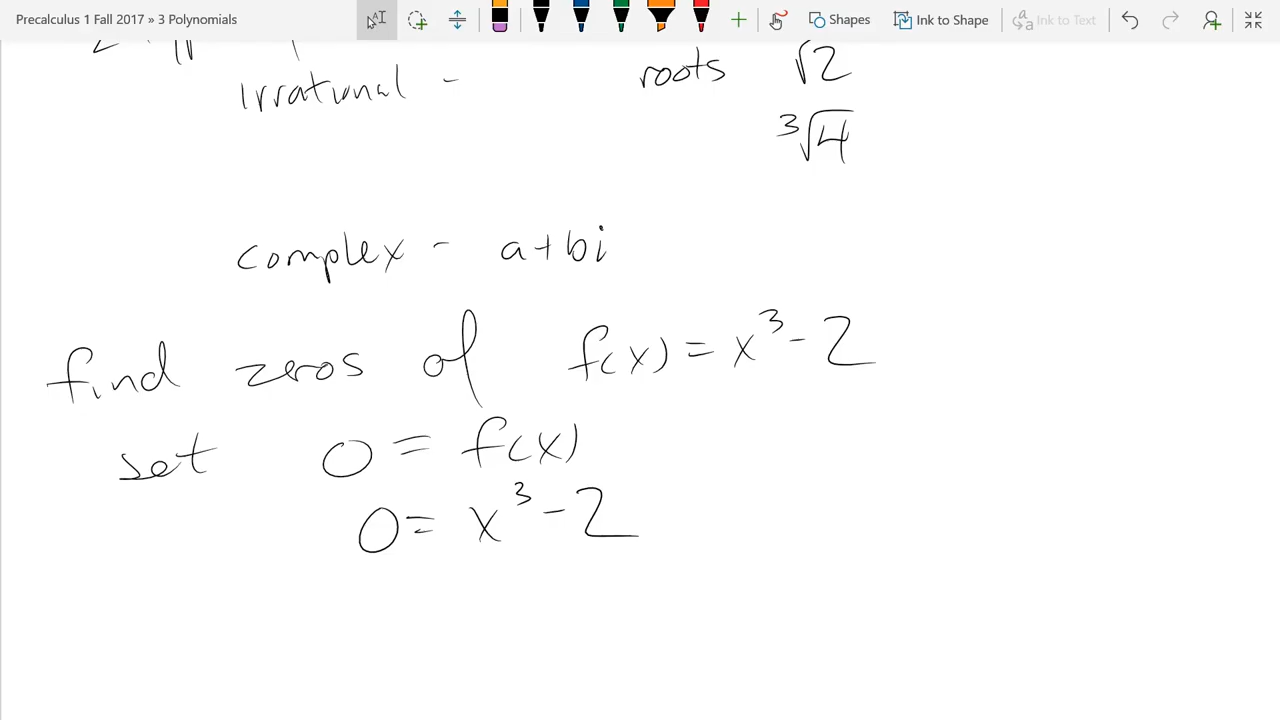 Precalculus 1 Fall 2017 » 3 Polynomials Shapes Ink to Shape Ink to Text
irrational - roots √2
³√4
complex - a+bi
find zeros of f(x) = x³-2
set 0 = f(x)
0 = x³-2